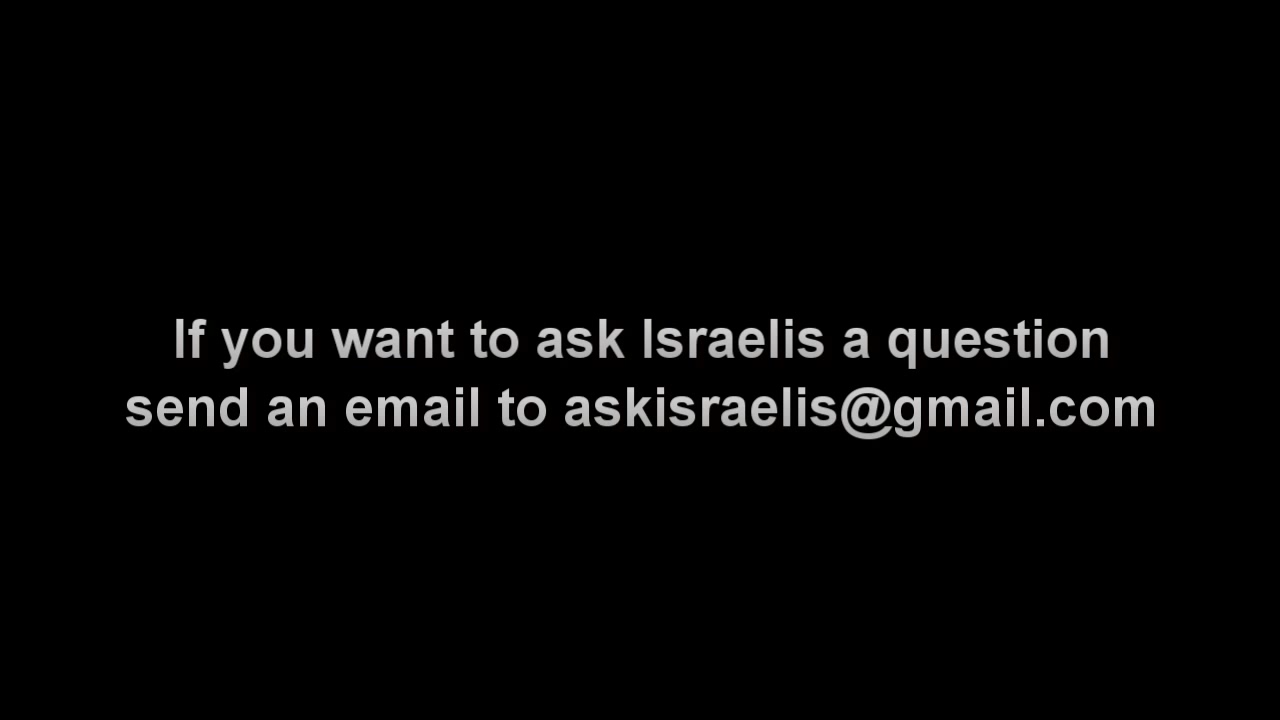 If you want to ask Israelis a question
send an email to askisraelis@gmail.com